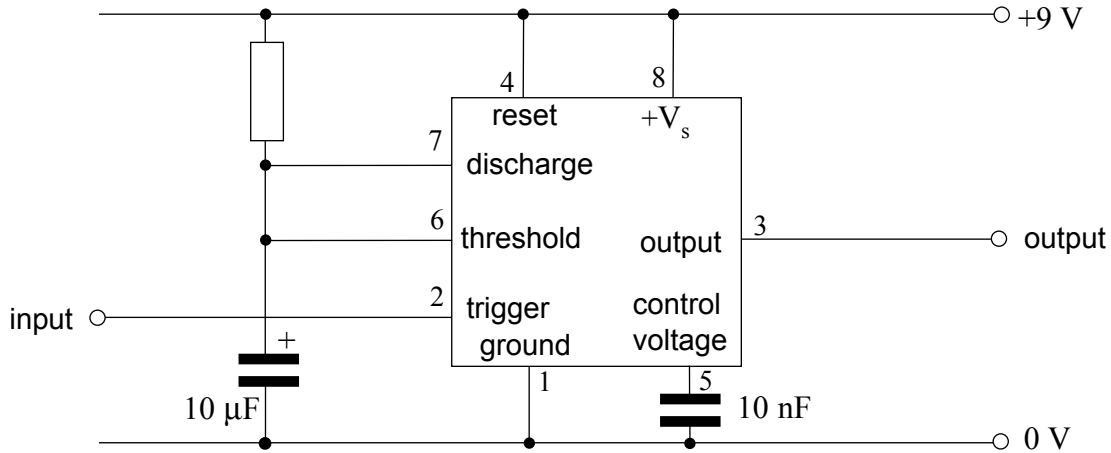 +9 V
4
8
reset
+Vs
7
discharge
6
threshold
output
3
output
2
input
trigger
control
ground
voltage
1
5
10 µF
10 nF
+
0 V